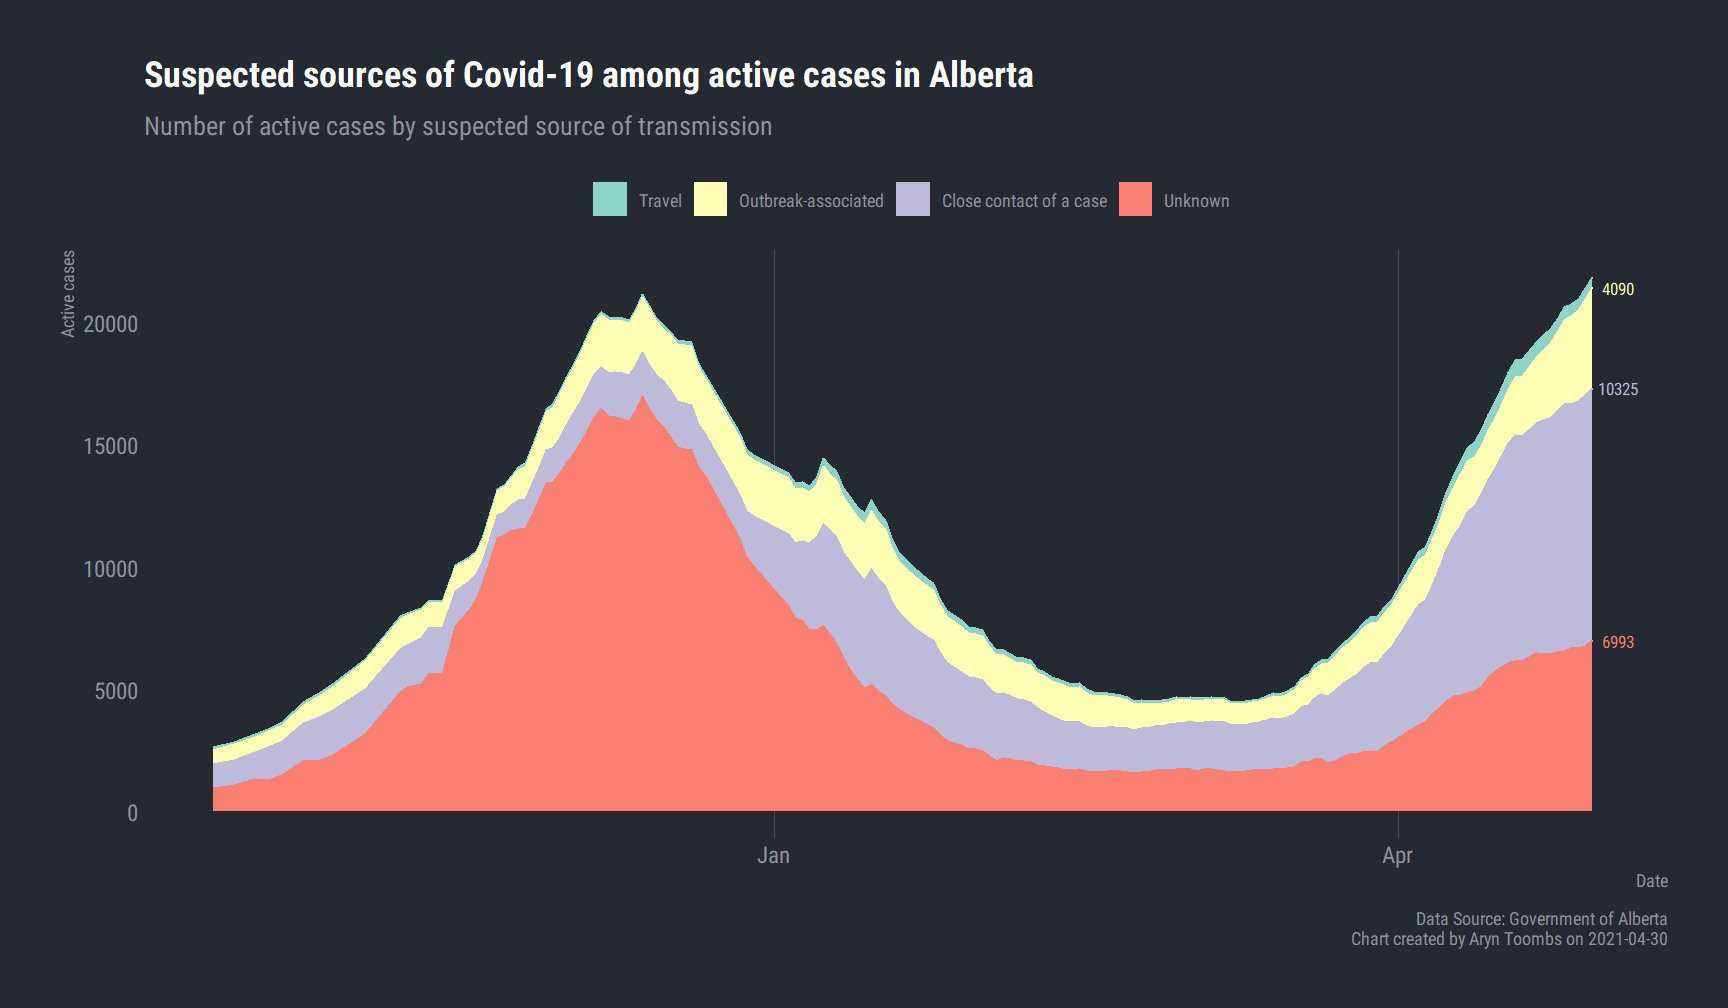 Suspected sources of Covid-19 among active cases in Alberta
Number of active cases by suspected source of transmission
Travel
Outbreak-associated
Close contact of a case
Unknown
Active cases
20000
15000
10000
5000
0
4090
10325
6993
Jan
Apr
Date
Data Source: Government of Alberta
Chart created by Aryn Toombs on 2021-04-30